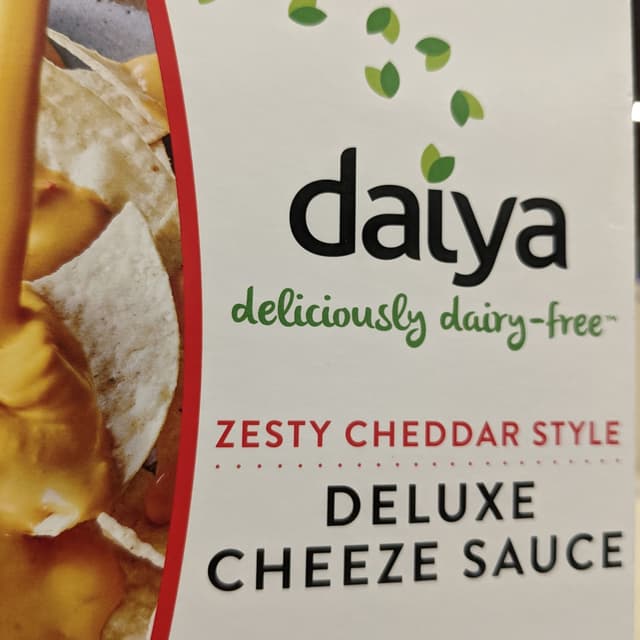 daiya
deliciously dairy-free™
ZESTY CHEDDAR STYLE
DELUXE
CHEEZE SAUCE